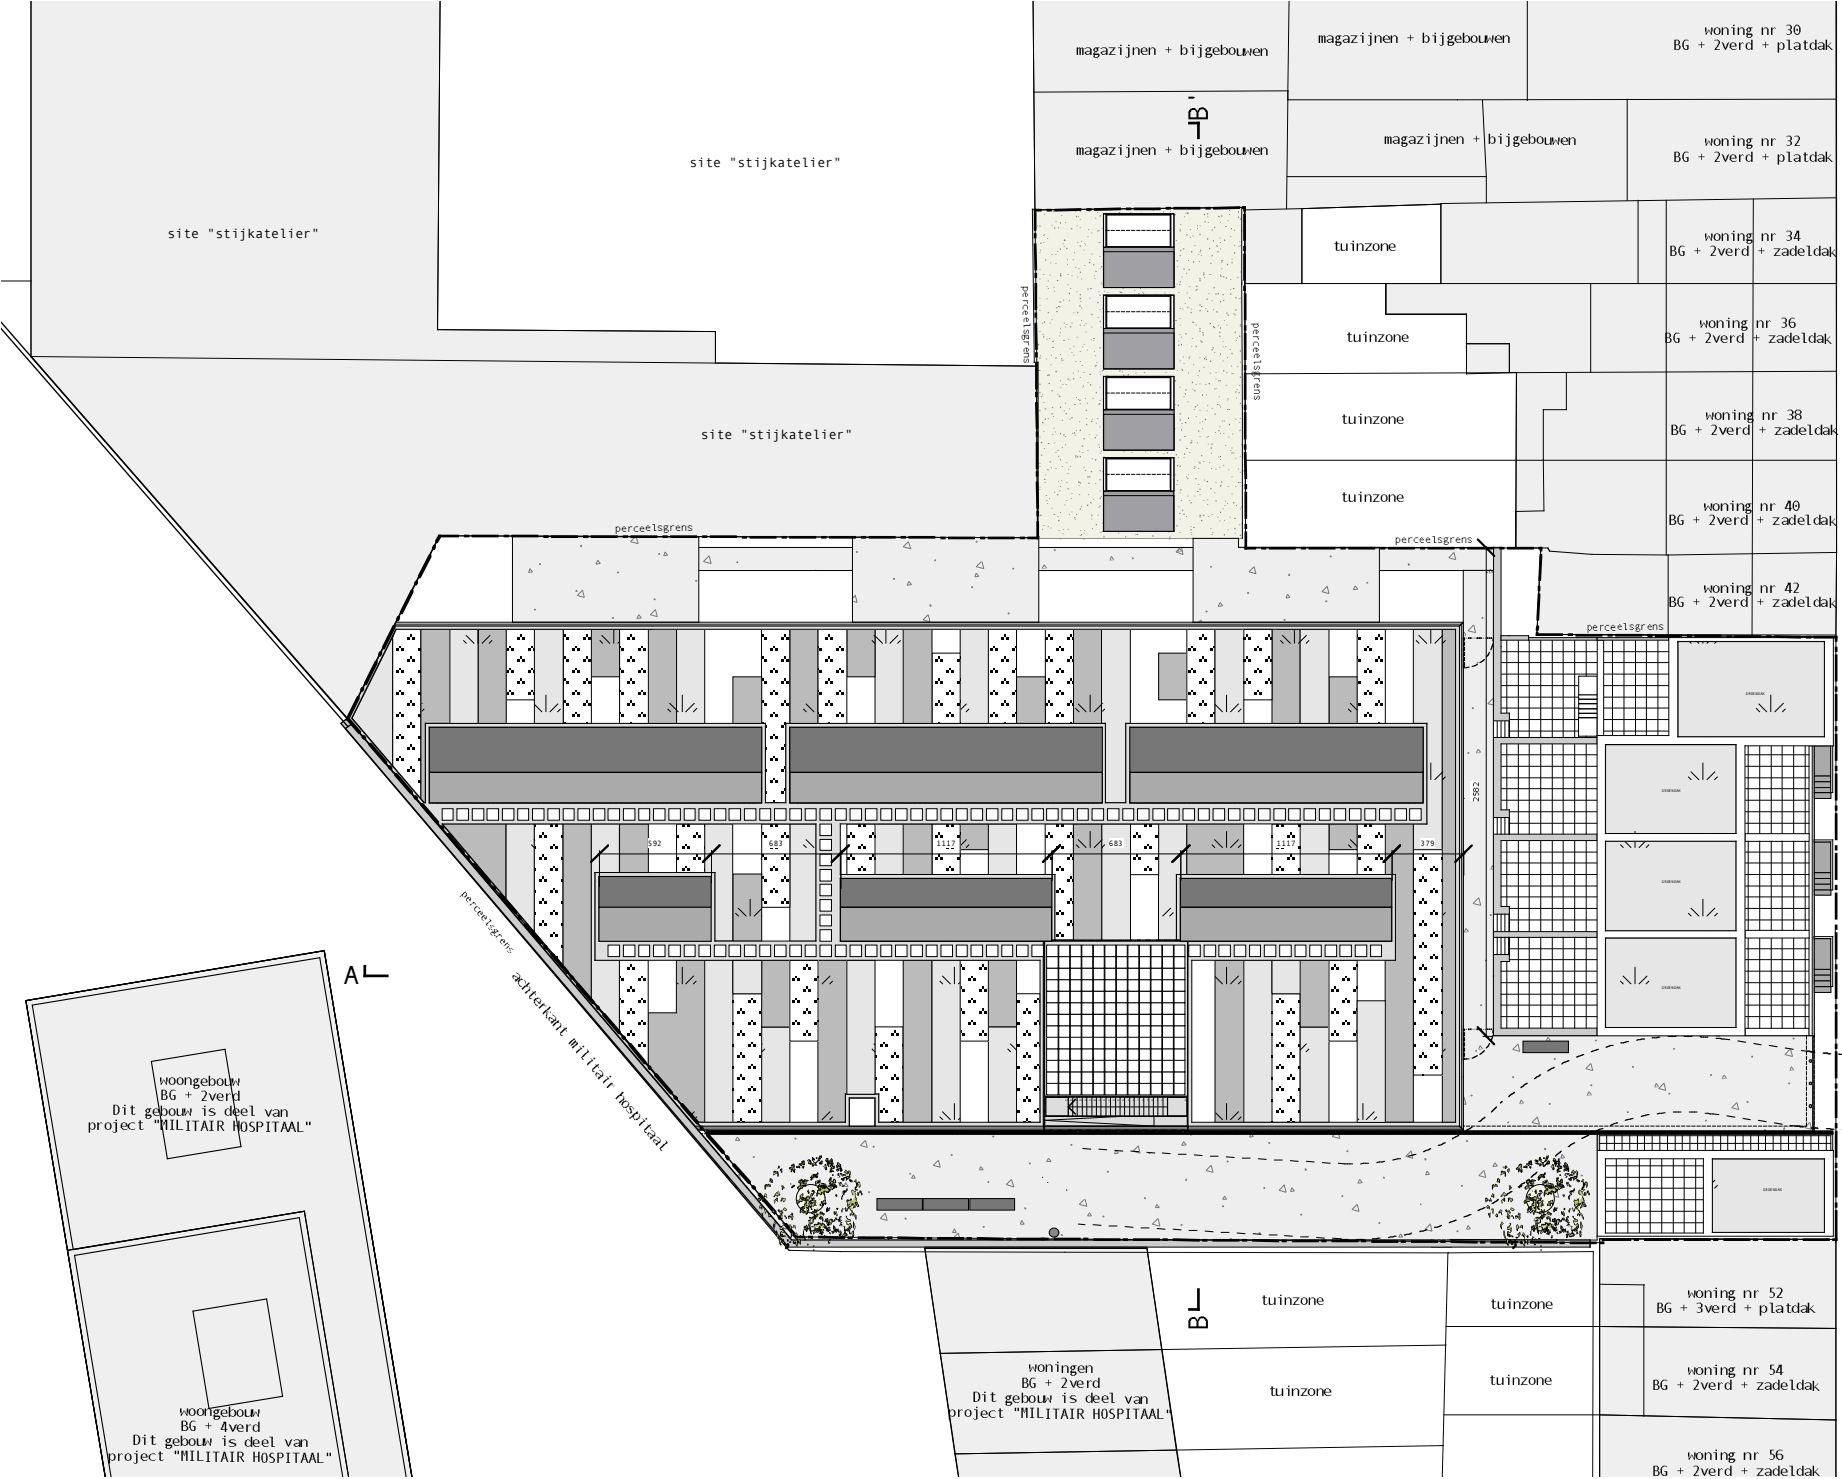 magazijnen + bijgebouwen
magazijnen + bijgebouwen
woning nr 30
BG + 2verd + platdak
B'
magazijnen + bijgebouwen
magazijnen + bijgebouwen
woning nr 32
BG + 2verd + platdak
site "stijkatelier"
site "stijkatelier"
tuinzone
woning nr 34
BG + 2verd + zadeldak
perceelsgrens
perceelsgrens
tuinzone
woning nr 36
BG + 2verd + zadeldak
site "stijkatelier"
tuinzone
woning nr 38
BG + 2verd + zadeldak
tuinzone
woning nr 40
BG + 2verd + zadeldak
perceelsgrens
perceelsgrens
woning nr 42
BG + 2verd + zadeldak
perceelsgrens
2582
592
683
1117
683
1117
379
perceelsgrens
achterkant militair hospitaal
A
woongebouw
BG + 2verd
Dit gebouw is deel van
project "MILITAIR HOSPITAAL"
woongebouw
BG + 4verd
Dit gebouw is deel van
project "MILITAIR HOSPITAAL"
B
tuinzone
tuinzone
woning nr 52
BG + 3verd + platdak
woningen
BG + 2verd
Dit gebouw is deel van
project "MILITAIR HOSPITAAL"
tuinzone
tuinzone
woning nr 54
BG + 2verd + zadeldak
woning nr 56
BG + 2verd + zadeldak